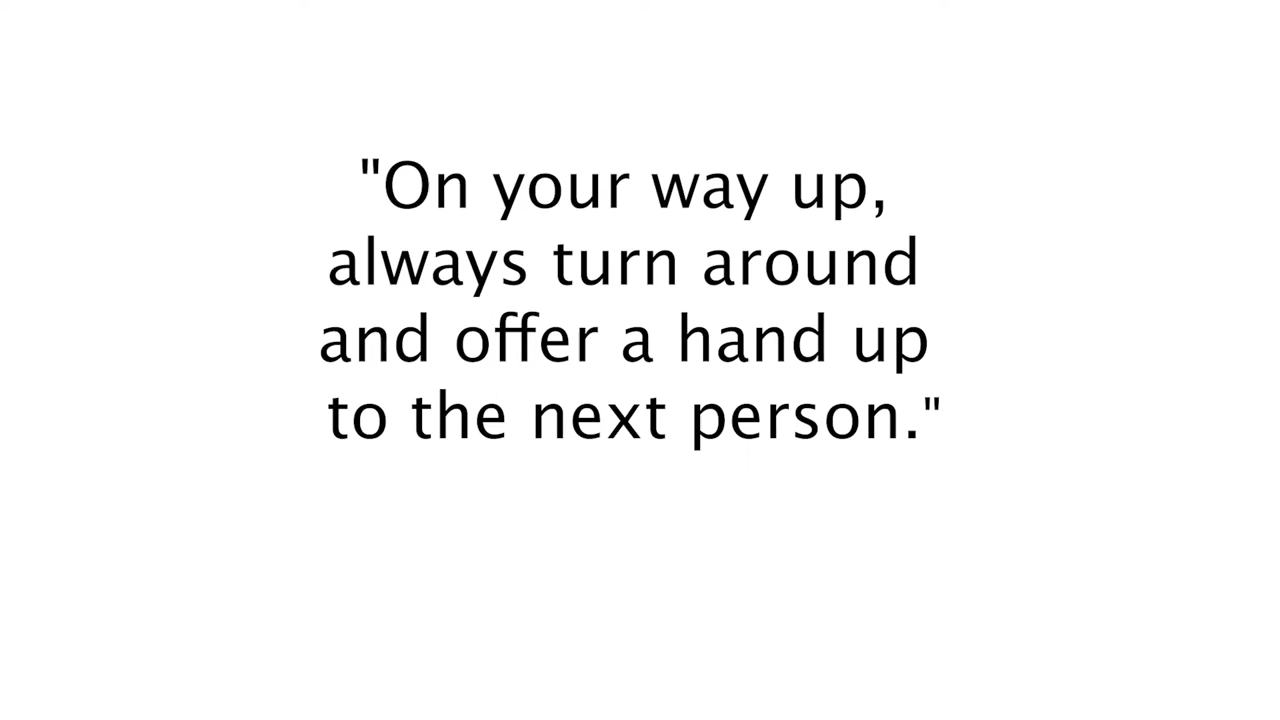 "On your way up,
always turn around
and offer a hand up
to the next person."